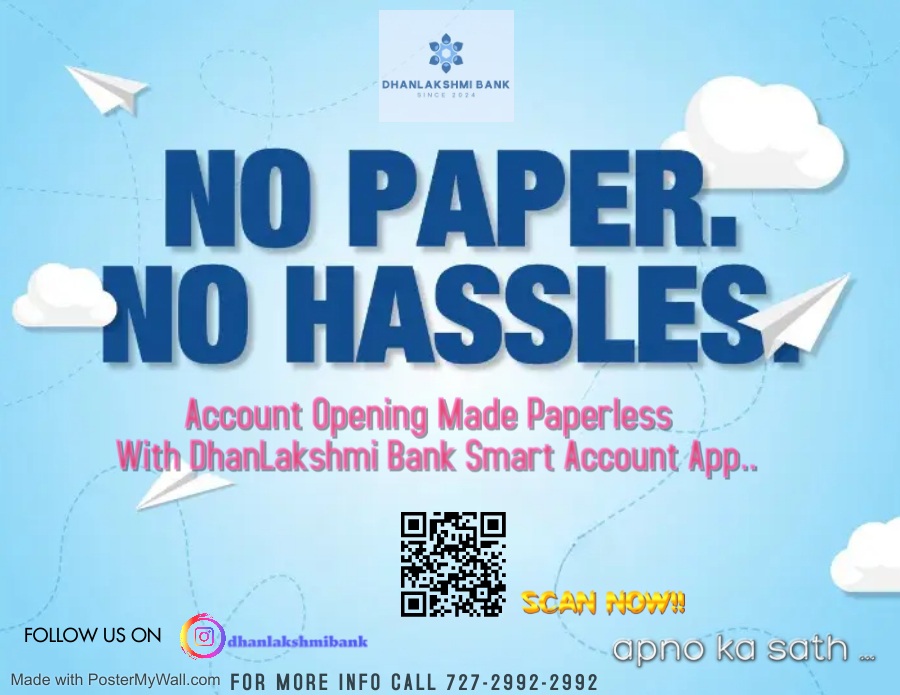 DHANLAKSHMI BANK
SINCE 2024
NO PAPER.
NO HASSLES.
Account Opening Made Paperless
With DhanLakshmi Bank Smart Account App..
SCAN NOW!!
apno ka sath ...
FOLLOW US ON
dhanlakshmibank
Made with PosterMyWall.com
FOR MORE INFO CALL 727-2992-2992